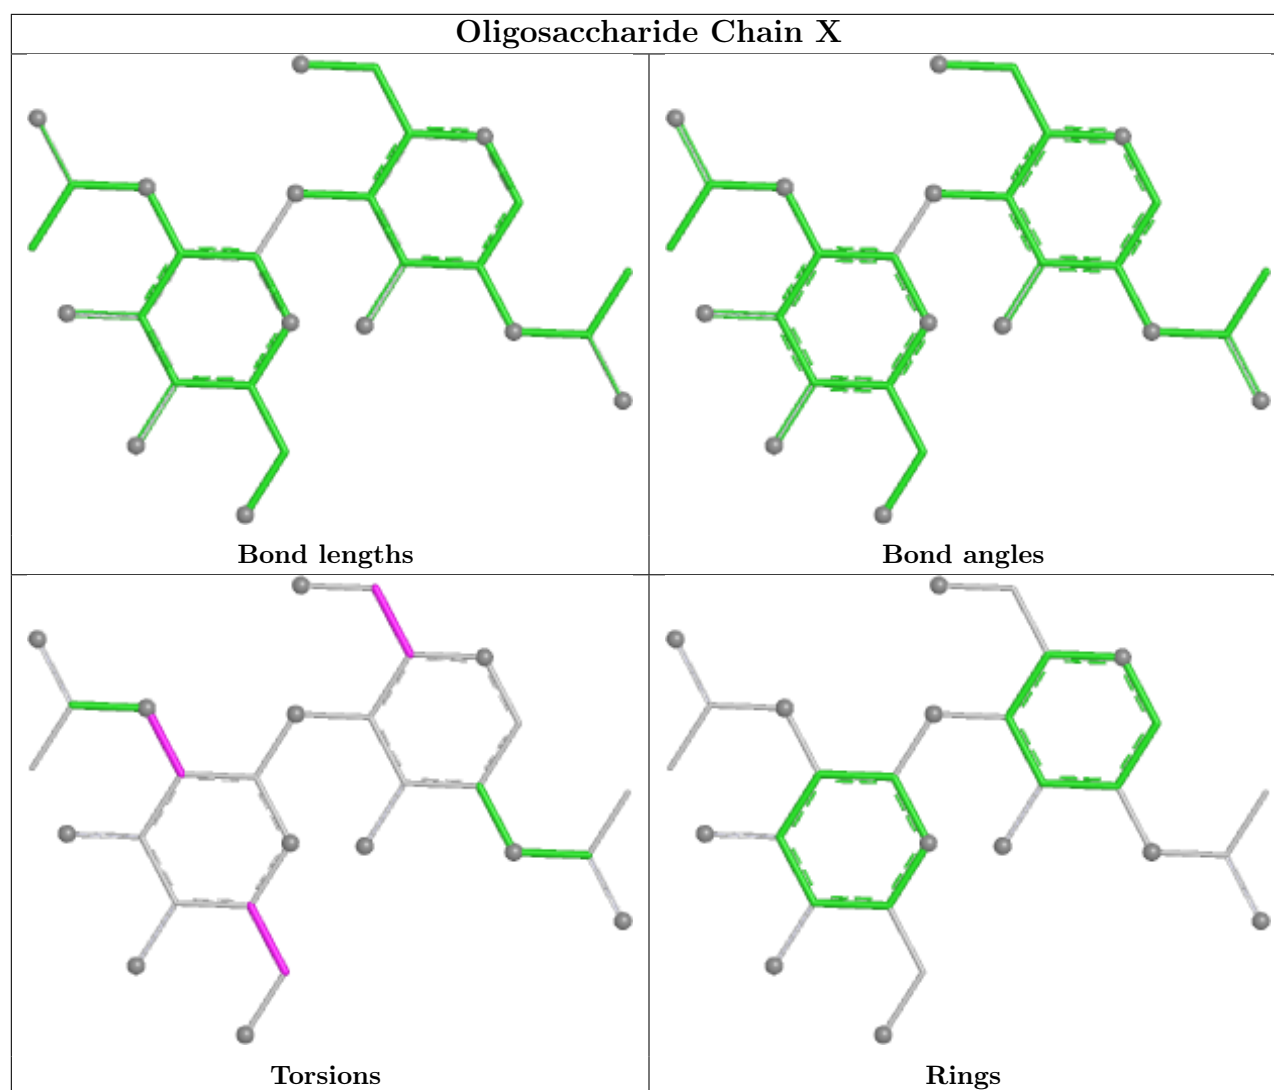 Oligosaccharide Chain X
Bond lengths
Bond angles
Torsions
Rings